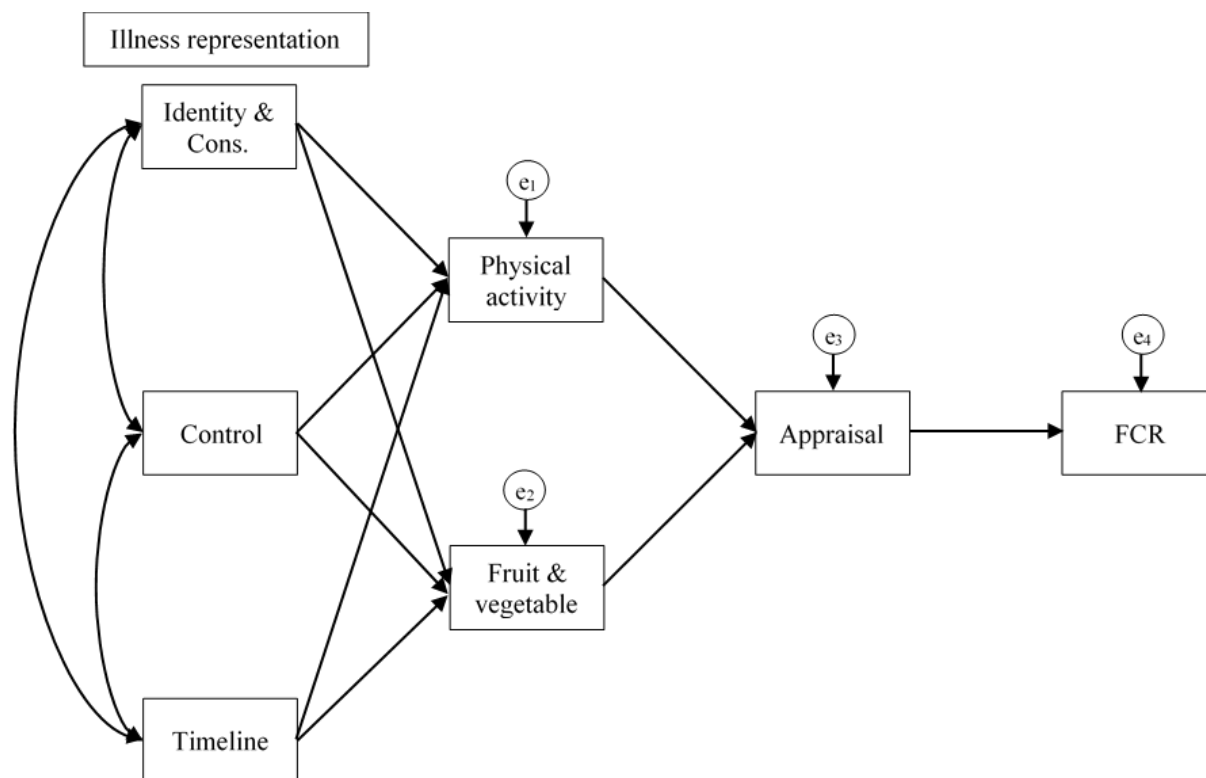 Illness representation
Identity &
Cons.
e₁
Physical
activity
e₃
e₄
Control
Appraisal
FCR
e₂
Fruit &
vegetable
Timeline